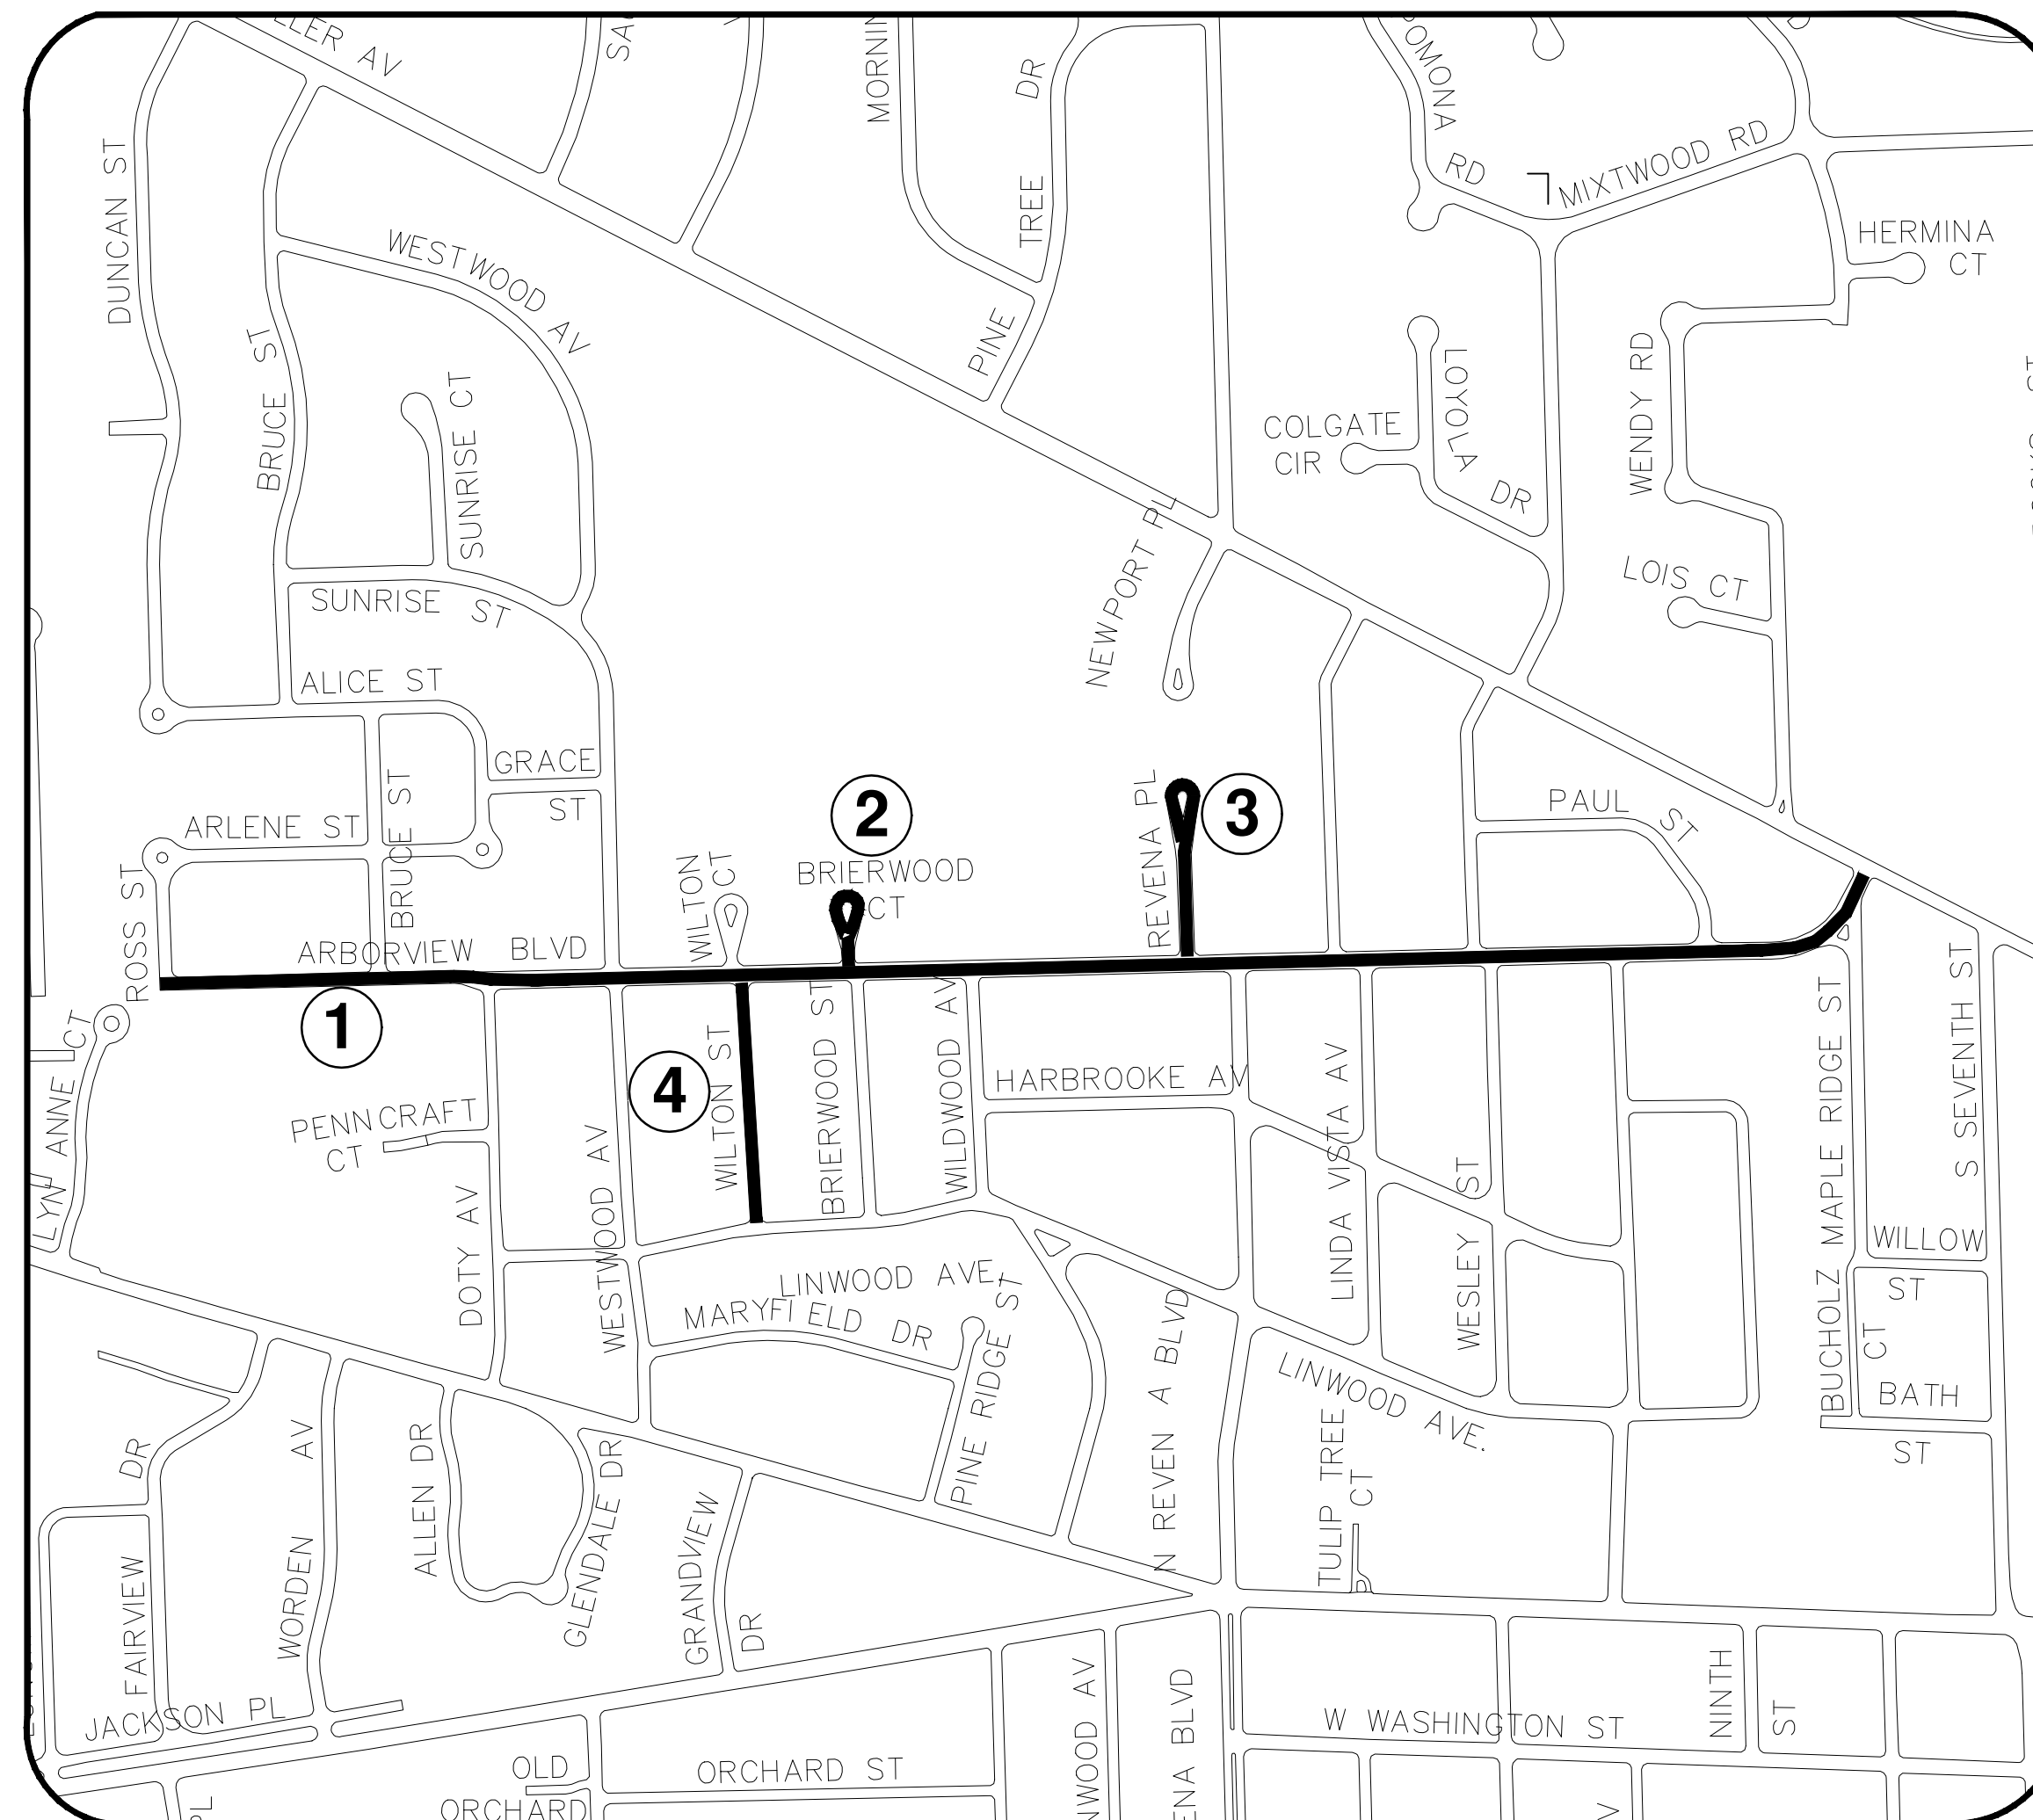 AV
DR
TREE
PINE
RD
MIXTWOOD RD
HERMINA
CT
DUNCAN ST
WESTWOOD AV
BRUCE ST
SUNRISE CT
COLGATE
CIR
LOYOLA
DR
WENDY RD
NEWPORT PL
LOIS CT
SUNRISE ST
ALICE ST
GRACE
ST
BRUCE ST
ARLENE ST
ROSS ST
ARBORVIEW BLVD
WILTON
CT
2
BRIERWOOD
CT
REVENA PL
3
PAUL ST
1
4
WILTON ST
BRIERWOOD ST
WILDWOOD AV
HARBROOKE AV
LINDA VISTA AV
WESLEY ST
BUCHOLZ
MAPLE RIDGE ST
S SEVENTH ST
WILLOW
ST
CT
BATH
ST
LYN ANNE CT
PENNCRAFT
CT
DOTY AV
WESTWOOD AV
LINWOOD AVE.
MARYFIELD DR
PINE RIDGE ST
N REVEN A BLVD
LINWOOD AVE.
TULIP TREE
CT
DR
FAIRVIEW
WORDEN AV
ALLEN DR
GLENDALE DR
GRANDVIEW
DR
JACKSON PL
OLD
ORCHARD
ORCHARD ST
W WASHINGTON ST
NINTH
ST
PL